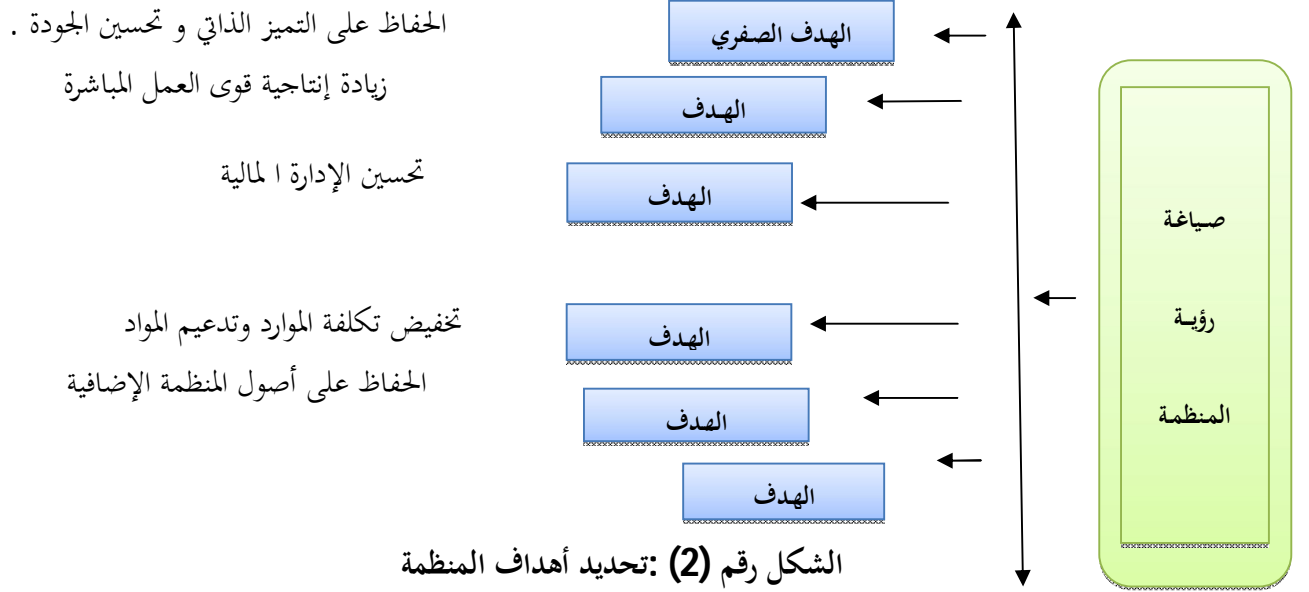 الهدف الصفري
الحفاظ على التميز الذاتي و تحسين الجودة .
الهدف
زيادة إنتاجية قوى العمل المباشرة
الهدف
تحسين الإدارة ا لمالية
صياغة
رؤية
المنظمة
الهدف
تخفيض تكلفة الموارد وتدعيم المواد
الهدف
الحفاظ على أصول المنظمة الإضافية
الهدف
الشكل رقم (2) :تحديد أهداف المنظمة